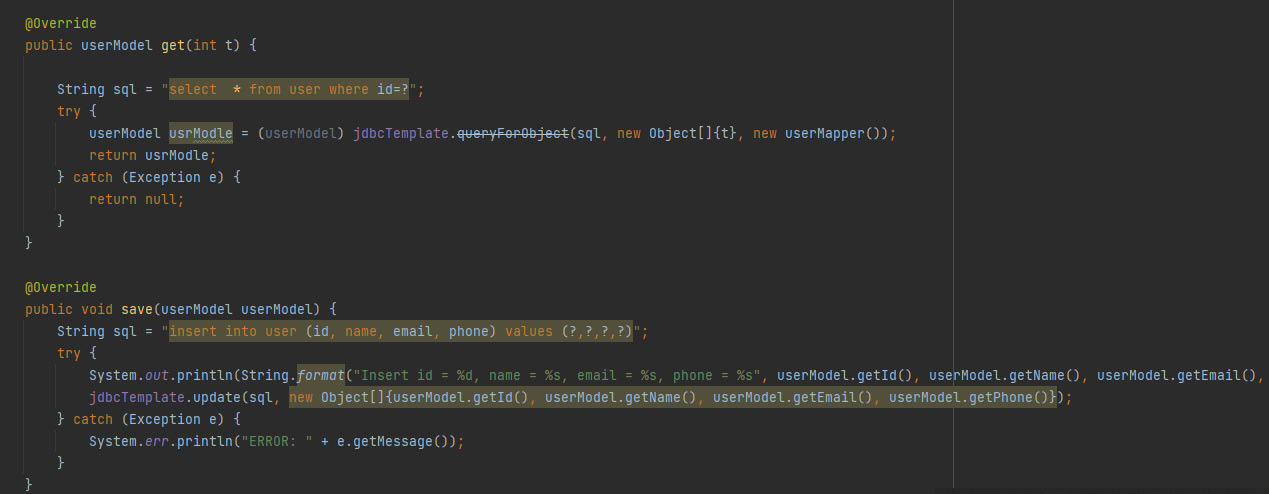 @Override
public userModel get(int t) {
String sql = "select  * from user where id=?";
try {
userModel usrModle = (userModel) jdbcTemplate.queryForObject(sql, new Object[]{t}, new userMapper());
return usrModle;
} catch (Exception e) {
return null;
}
}
@Override
public void save(userModel userModel) {
String sql = "insert into user (id, name, email, phone) values (?,?,?,?)";
try {
System.out.println(String.format("Insert id = %d, name = %s, email = %s, phone = %s", userModel.getId(), userModel.getName(), userModel.getEmail(),
jdbcTemplate.update(sql, new Object[]{userModel.getId(), userModel.getName(), userModel.getEmail(), userModel.getPhone()});
} catch (Exception e) {
System.err.println("ERROR: " + e.getMessage());
}
}